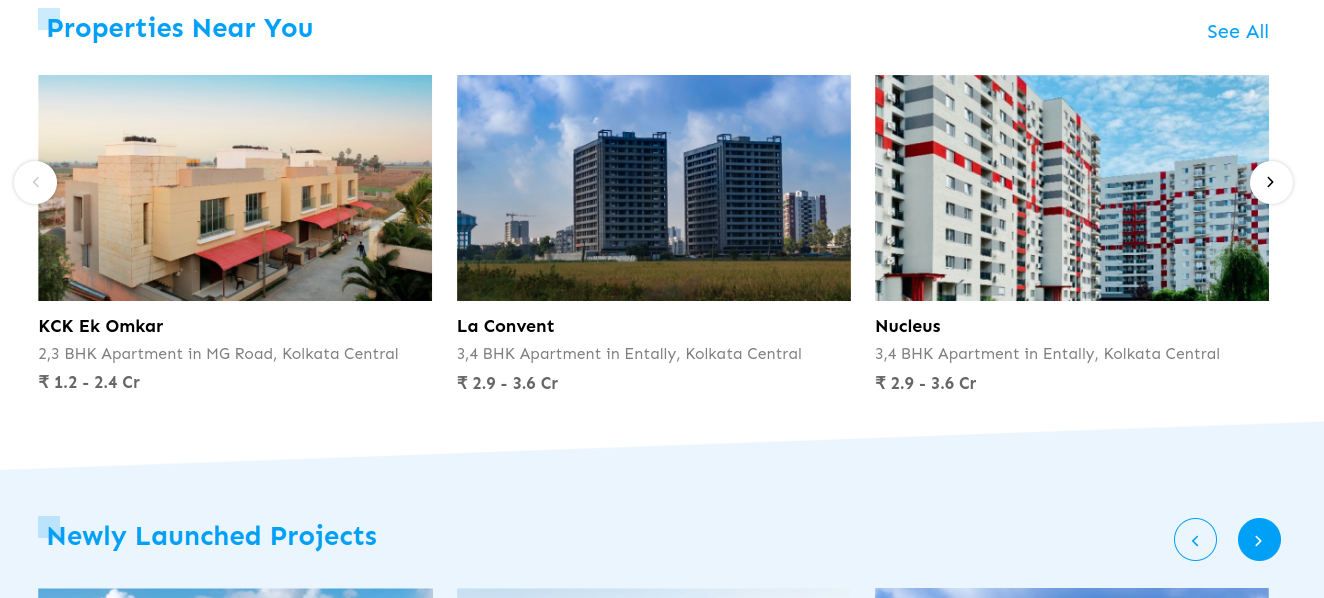 Properties Near You
See All
KCK Ek Omkar
2,3 BHK Apartment in MG Road, Kolkata Central
₹ 1.2 - 2.4 Cr
La Convent
3,4 BHK Apartment in Entally, Kolkata Central
₹ 2.9 - 3.6 Cr
Nucleus
3,4 BHK Apartment in Entally, Kolkata Central
₹ 2.9 - 3.6 Cr
Newly Launched Projects